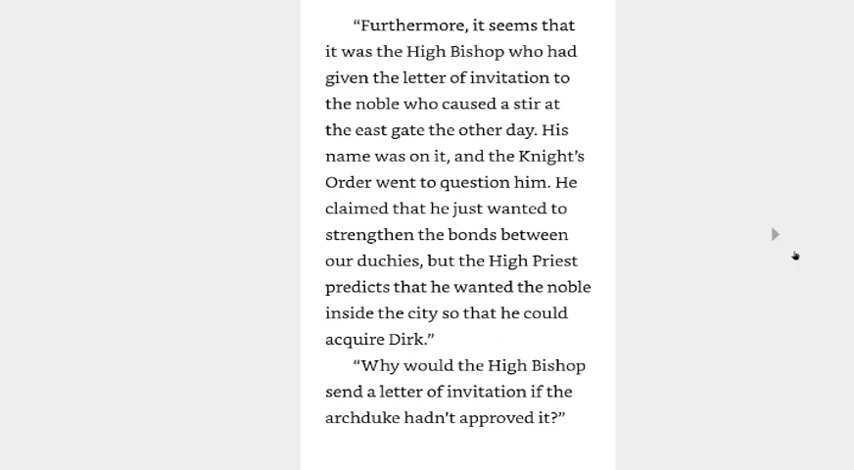 “Furthermore, it seems that
it was the High Bishop who had
given the letter of invitation to
the noble who caused a stir at
the east gate the other day. His
name was on it, and the Knight’s
Order went to question him. He
claimed that he just wanted to
strengthen the bonds between
our duchies, but the High Priest
predicts that he wanted the noble
inside the city so that he could
acquire Dirk.”
“Why would the High Bishop
send a letter of invitation if the
archduke hadn’t approved it?”